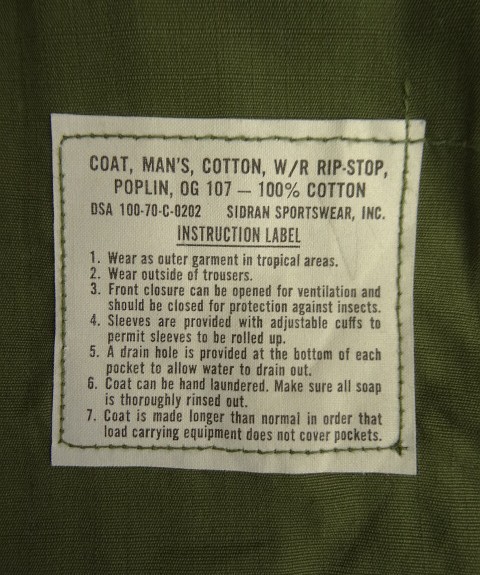 COAT, MAN'S, COTTON, W/R RIP-STOP,
POPLIN, OG 107 — 100% COTTON
DSA 100-70-C-0202 SIDRAN SPORTSWEAR, INC.
INSTRUCTION LABEL
1. Wear as outer garment in tropical areas.
2. Wear outside of trousers.
3. Front closure can be opened for ventilation and
should be closed for protection against insects.
4. Sleeves are provided with adjustable cuffs to
permit sleeves to be rolled up.
5. A drain hole is provided at the bottom of each
pocket to allow water to drain out.
6. Coat can be hand laundered. Make sure all soap
is thoroughly rinsed out.
7. Coat is made longer than normal in order that
load carrying equipment does not cover pockets.